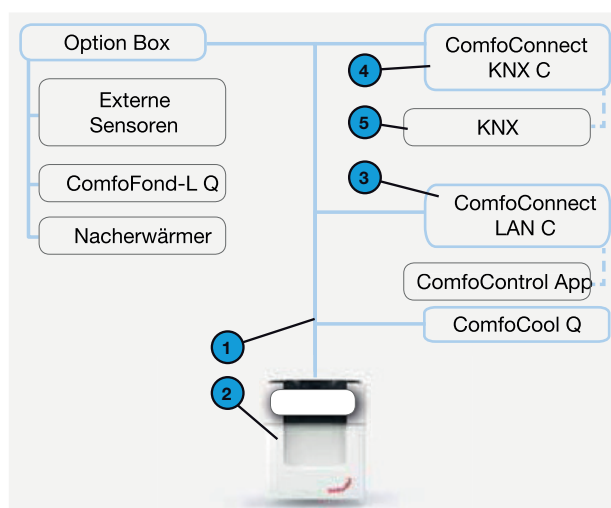 Option Box
Externe
Sensoren
ComfoFond-L Q
Nacherwärmer
ComfoConnect
KNX C
4
5
KNX
3
ComfoConnect
LAN C
ComfoControl App
ComfoCool Q
1
2